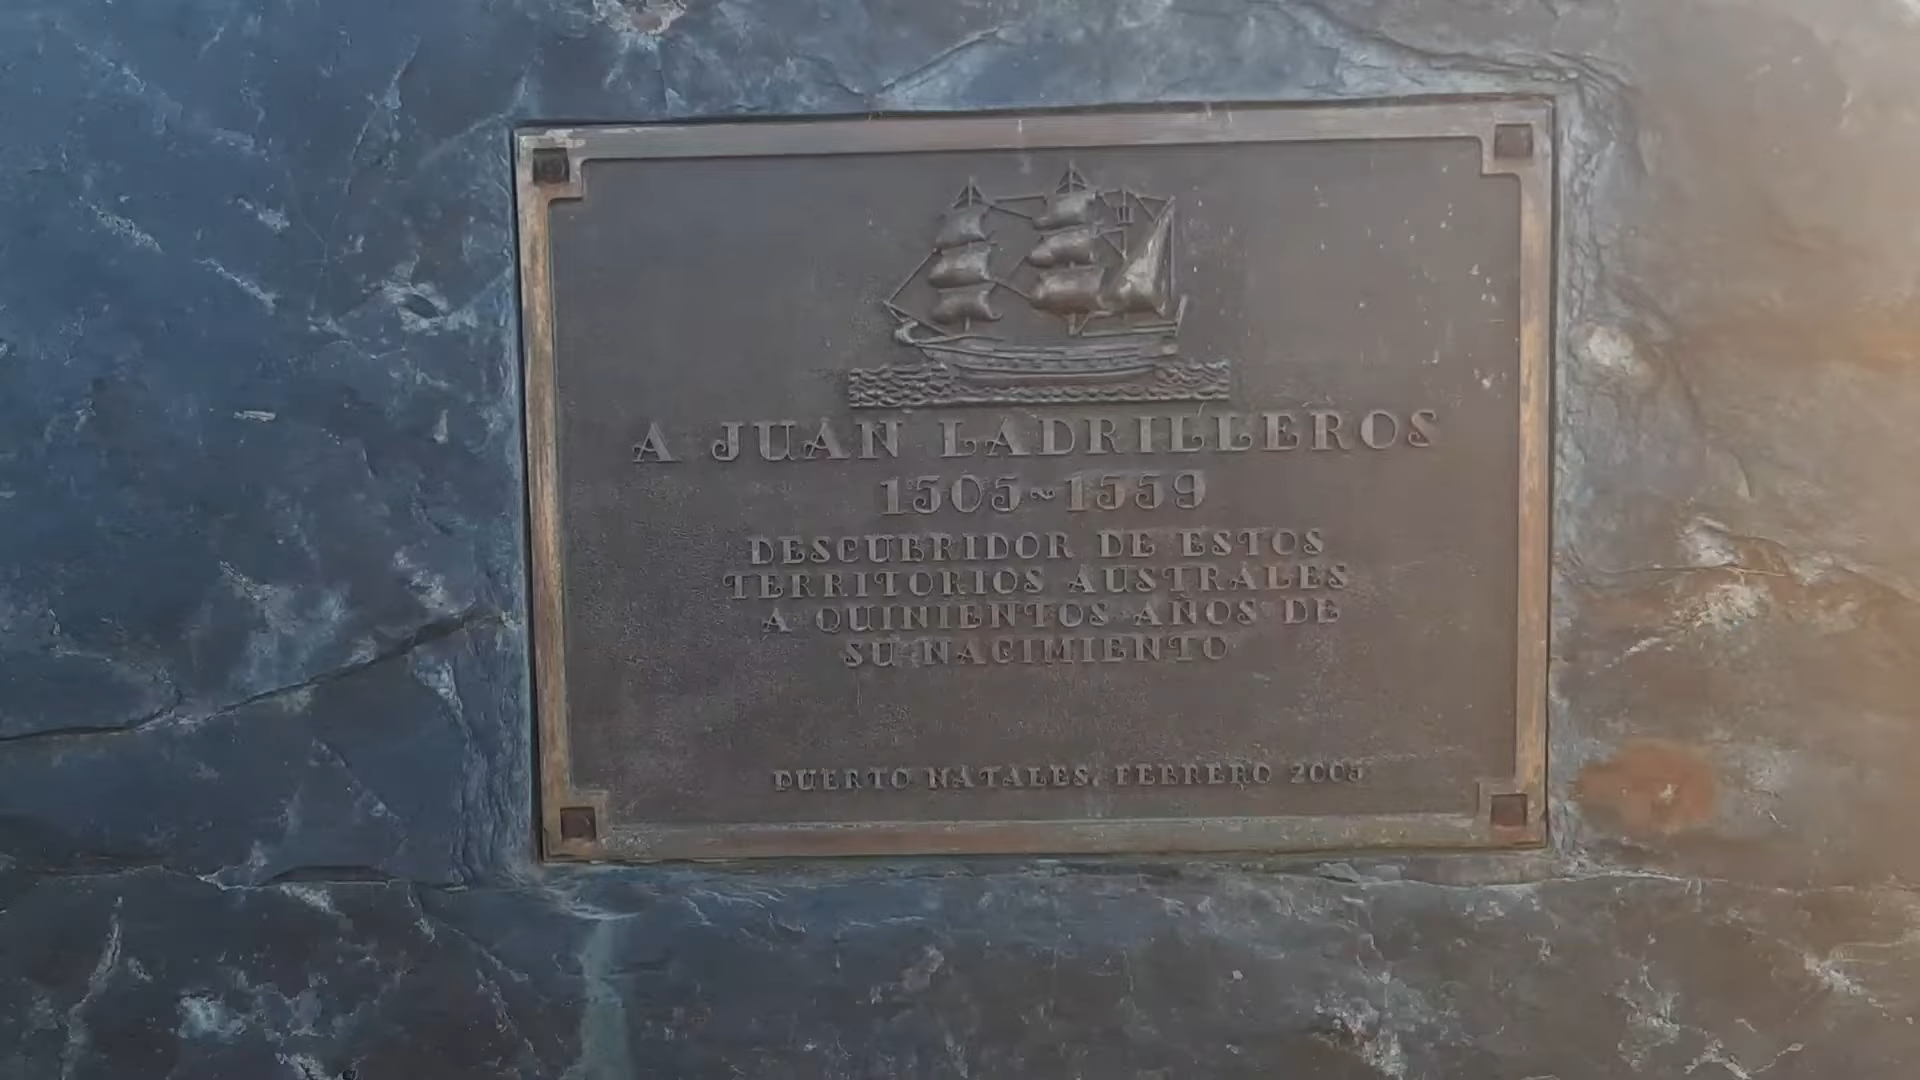 A JUAN LADRILLEROS
1505~1559
DESCUBRIDOR DE ESTOS
TERRITORIOS AUSTRALES
A QUINIENTOS AÑOS DE
SU NACIMIENTO
PUERTO NATALES, FEBRERO 2005